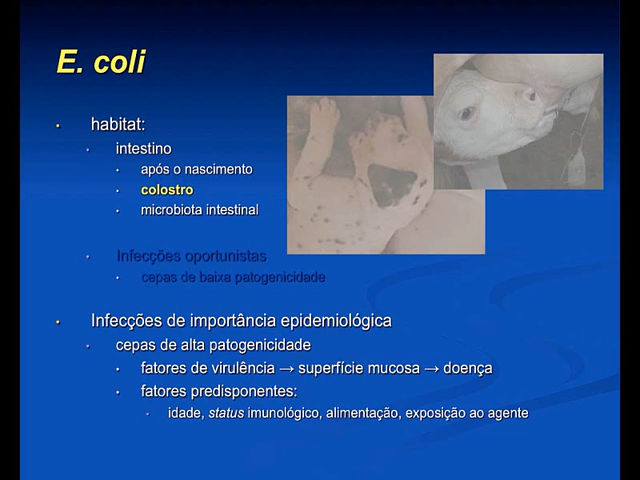 E. coli
habitat:
intestino
após o nascimento
colostro
microbiota intestinal
Infecções oportunistas
cepas de baixa patogenicidade
Infecções de importância epidemiológica
cepas de alta patogenicidade
fatores de virulência → superfície mucosa → doença
fatores predisponentes:
idade, status imunológico, alimentação, exposição ao agente